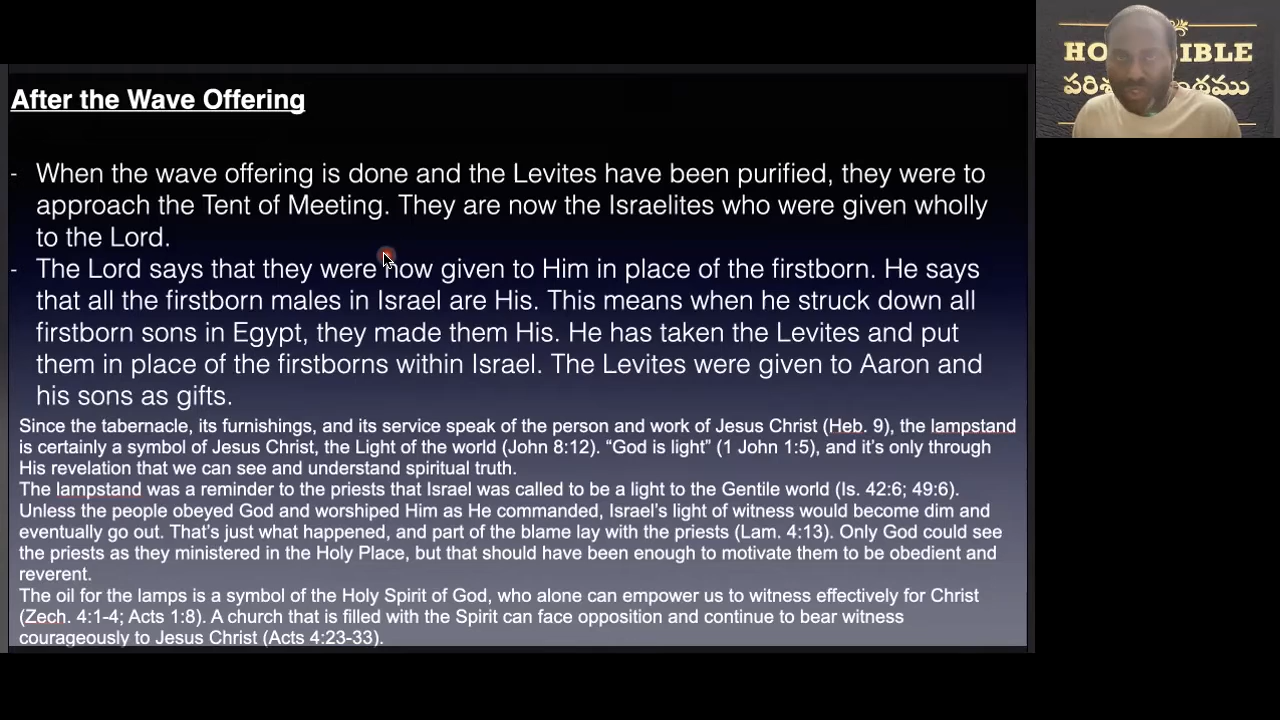 After the Wave Offering
- When the wave offering is done and the Levites have been purified, they were to
approach the Tent of Meeting. They are now the Israelites who were given wholly
to the Lord.
- The Lord says that they were now given to Him in place of the firstborn. He says
that all the firstborn males in Israel are His. This means when he struck down all
firstborn sons in Egypt, they made them His. He has taken the Levites and put
them in place of the firstborns within Israel. The Levites were given to Aaron and
his sons as gifts.
Since the tabernacle, its furnishings, and its service speak of the person and work of Jesus Christ (Heb. 9), the lampstand
is certainly a symbol of Jesus Christ, the Light of the world (John 8:12). “God is light” (1 John 1:5), and it’s only through
His revelation that we can see and understand spiritual truth.
The lampstand was a reminder to the priests that Israel was called to be a light to the Gentile world (Is. 42:6; 49:6).
Unless the people obeyed God and worshiped Him as He commanded, Israel’s light of witness would become dim and
eventually go out. That’s just what happened, and part of the blame lay with the priests (Lam. 4:13). Only God could see
the priests as they ministered in the Holy Place, but that should have been enough to motivate them to be obedient and
reverent.
The oil for the lamps is a symbol of the Holy Spirit of God, who alone can empower us to witness effectively for Christ
(Zech. 4:1-4; Acts 1:8). A church that is filled with the Spirit can face opposition and continue to bear witness
courageously to Jesus Christ (Acts 4:23-33).